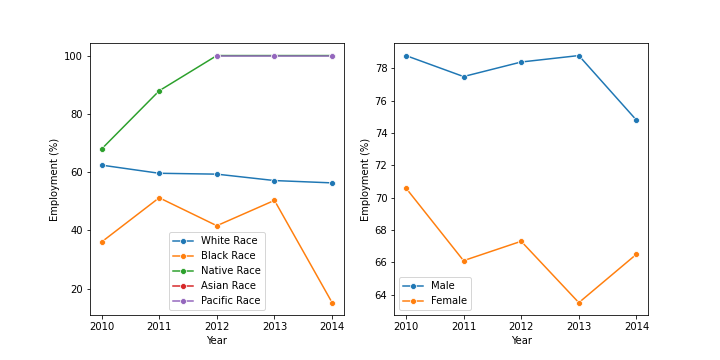 100
80
60
40
20
Employment (%)
2010 2011 2012 2013 2014
Year
White Race
Black Race
Native Race
Asian Race
Pacific Race
78
76
74
72
70
68
66
64
Employment (%)
2010 2011 2012 2013 2014
Year
Male
Female